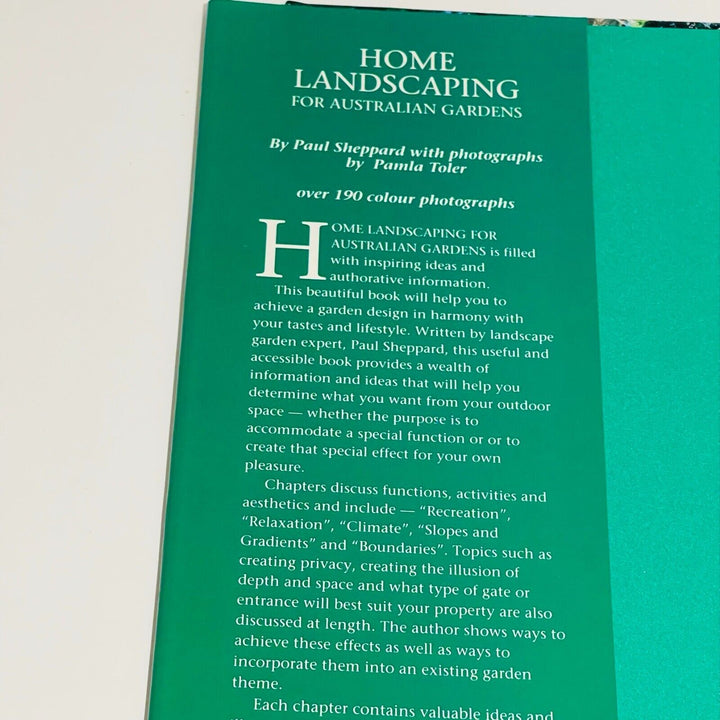 HOME
LANDSCAPING
FOR AUSTRALIAN GARDENS
By Paul Sheppard with photographs
by Pamla Toler
over 190 colour photographs
HOME LANDSCAPING FOR
AUSTRALIAN GARDENS is filled
with inspiring ideas and
authorative information.
This beautiful book will help you to
achieve a garden design in harmony with
your tastes and lifestyle. Written by landscape
garden expert, Paul Sheppard, this useful and
accessible book provides a wealth of
information and ideas that will help you
determine what you want from your outdoor
space — whether the purpose is to
accommodate a special function or or to
create that special effect for your own
pleasure.
Chapters discuss functions, activities and
aesthetics and include — “Recreation”,
“Relaxation”, “Climate”, “Slopes and
Gradients” and “Boundaries”. Topics such as
creating privacy, creating the illusion of
depth and space and what type of gate or
entrance will best suit your property are also
discussed at length. The author shows ways to
achieve these effects as well as ways to
incorporate them into an existing garden
theme.
Each chapter contains valuable ideas and